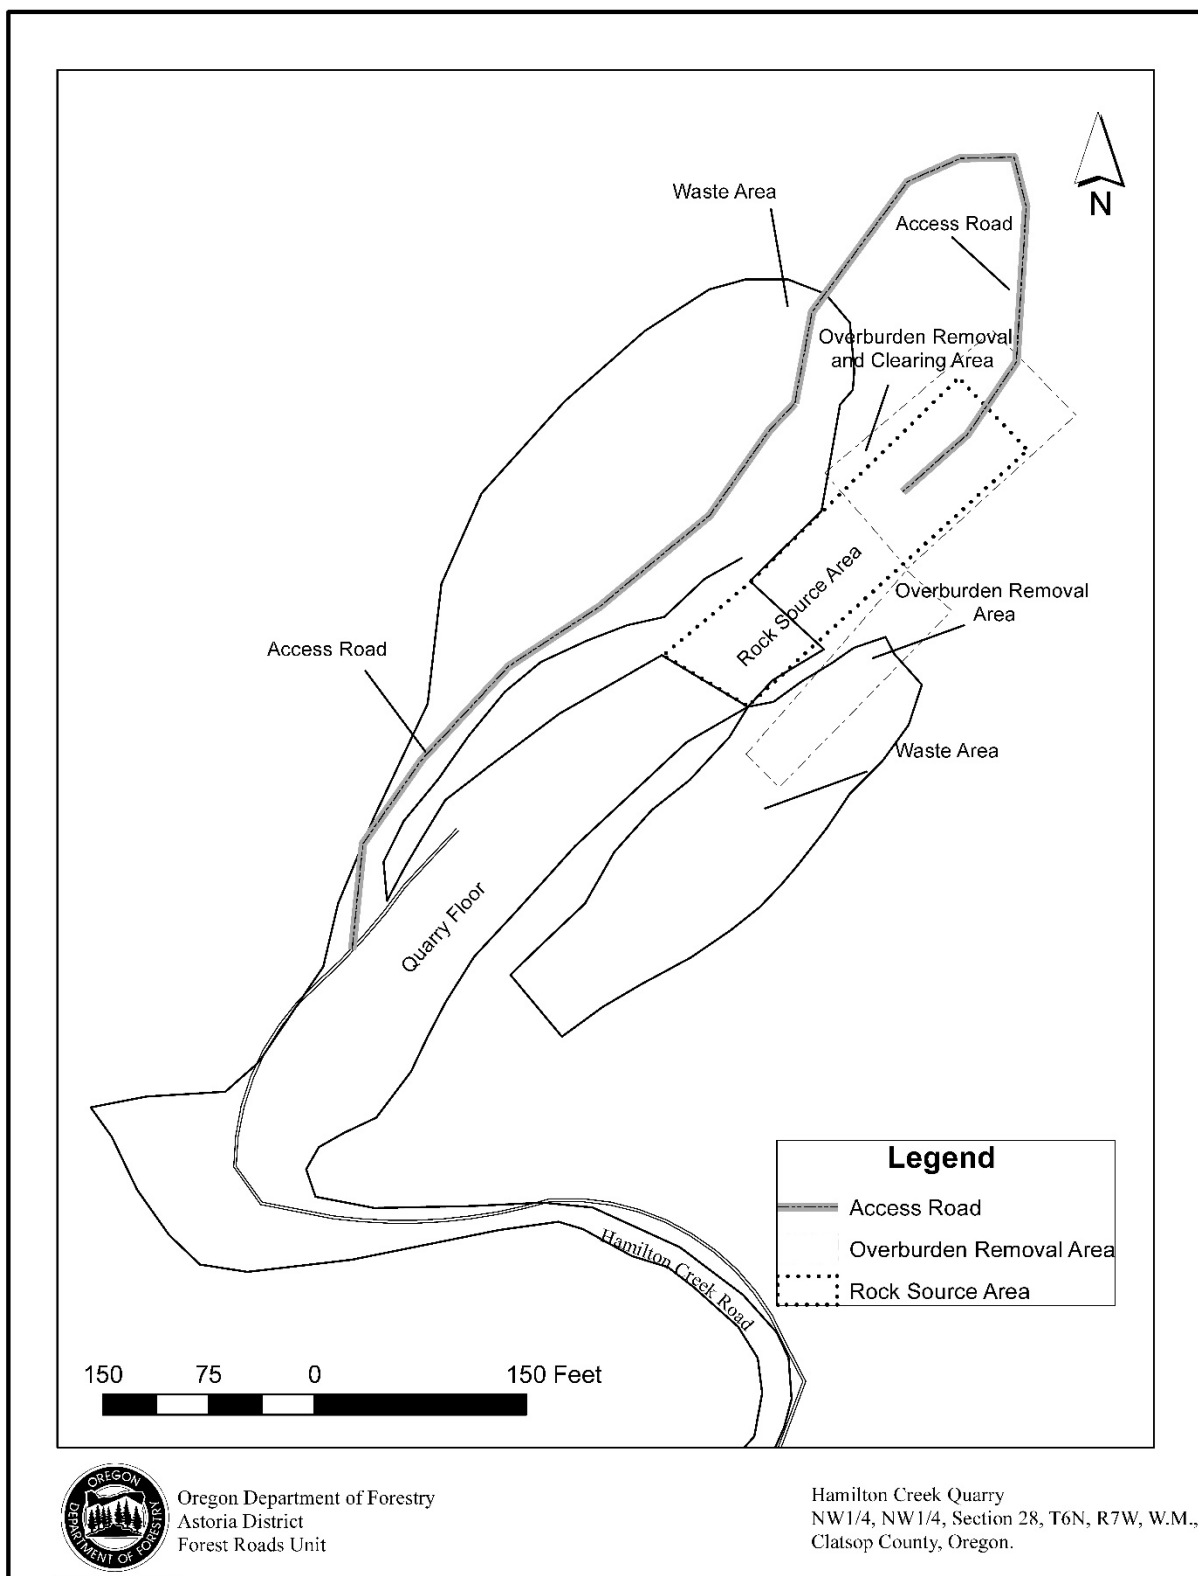 Waste Area
N
Access Road
Overburden Removal
and Clearing Area
Rock Source Area
Overburden Removal
Area
Access Road
Waste Area
Quarry Floor
Hamilton Creek Road
Legend
Access Road
Overburden Removal Area
Rock Source Area
150 75 0 150 Feet
OREGON
DEPARTMENT OF FORESTRY
Oregon Department of Forestry
Astoria District
Forest Roads Unit
Hamilton Creek Quarry
NW1/4, NW1/4, Section 28, T6N, R7W, W.M.,
Clatsop County, Oregon.